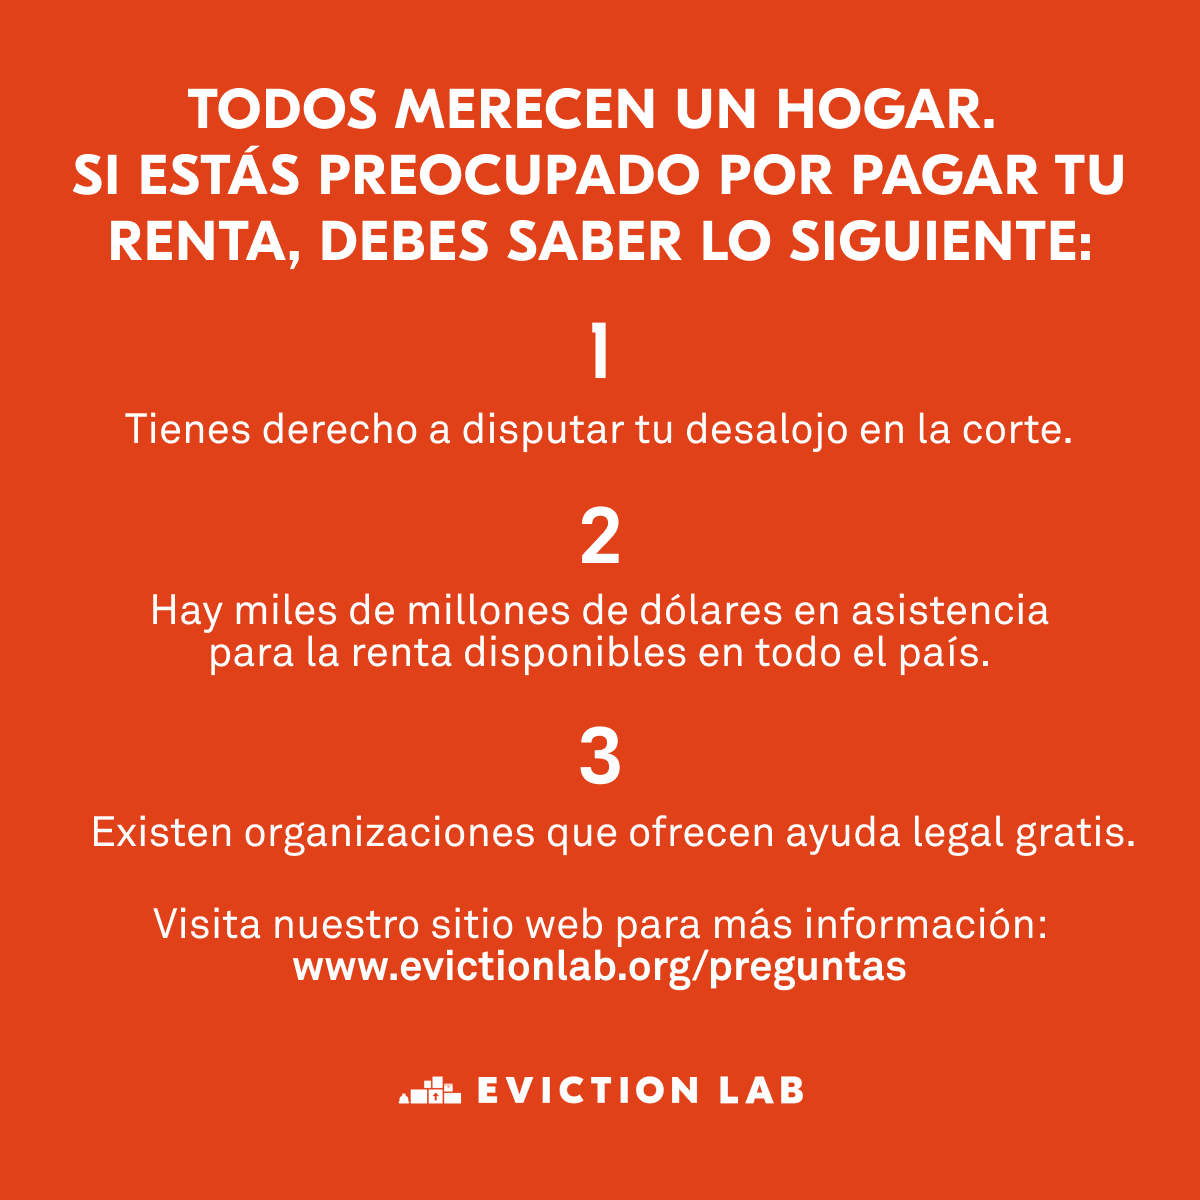 TODOS MERECEN UN HOGAR.
SI ESTÁS PREOCUPADO POR PAGAR TU
RENTA, DEBES SABER LO SIGUIENTE:
1
Tienes derecho a disputar tu desalojo en la corte.
2
Hay miles de millones de dólares en asistencia
para la renta disponibles en todo el país.
3
Existen organizaciones que ofrecen ayuda legal gratis.
Visita nuestro sitio web para más información:
www.evictionlab.org/preguntas
EVICTION LAB